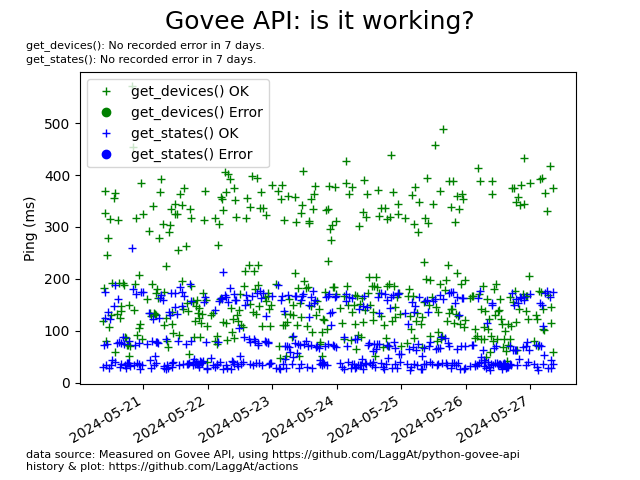 Govee API: is it working?
get_devices(): No recorded error in 7 days.
get_states(): No recorded error in 7 days.
get_devices() OK
get_devices() Error
get_states() OK
get_states() Error
500
400
300
200
100
0
Ping (ms)
2024-05-21
2024-05-22
2024-05-23
2024-05-24
2024-05-25
2024-05-26
2024-05-27
data source: Measured on Govee API, using https://github.com/LaggAt/python-govee-api
history & plot: https://github.com/LaggAt/actions